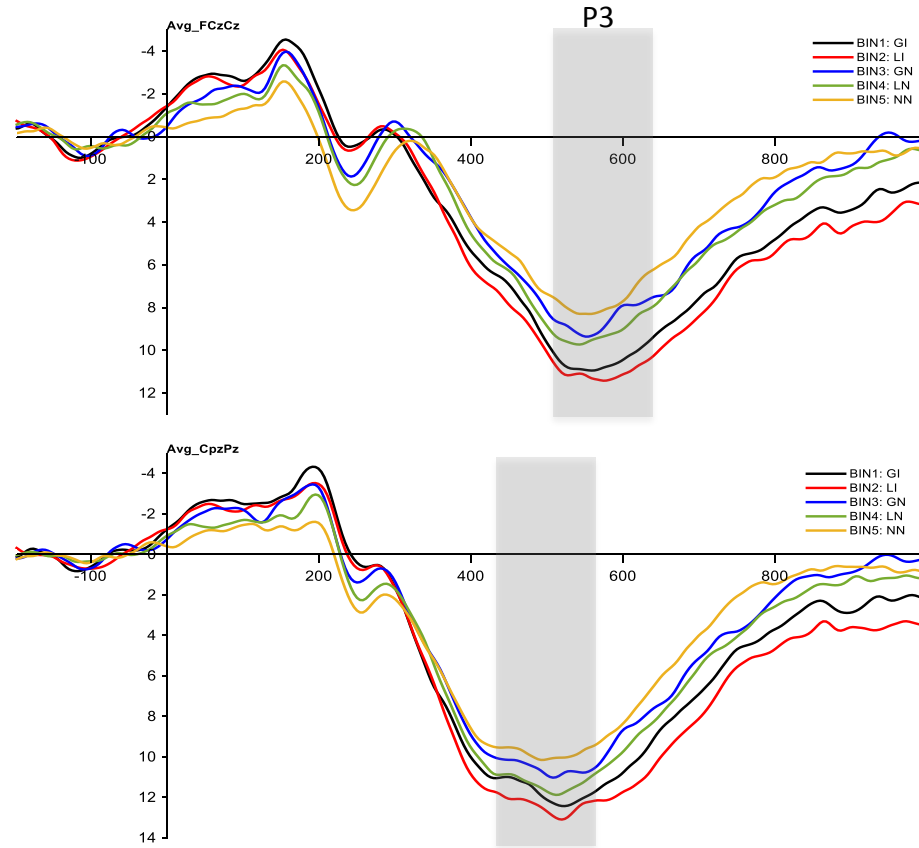 P3
Avg_FCzCz
-4
-2
0
2
4
6
8
10
12
-100
200
400
600
800
BIN1: GI
BIN2: LI
BIN3: GN
BIN4: LN
BIN5: NN
Avg_CpzPz
-4
-2
0
2
4
6
8
10
12
14
-100
200
400
600
800
BIN1: GI
BIN2: LI
BIN3: GN
BIN4: LN
BIN5: NN